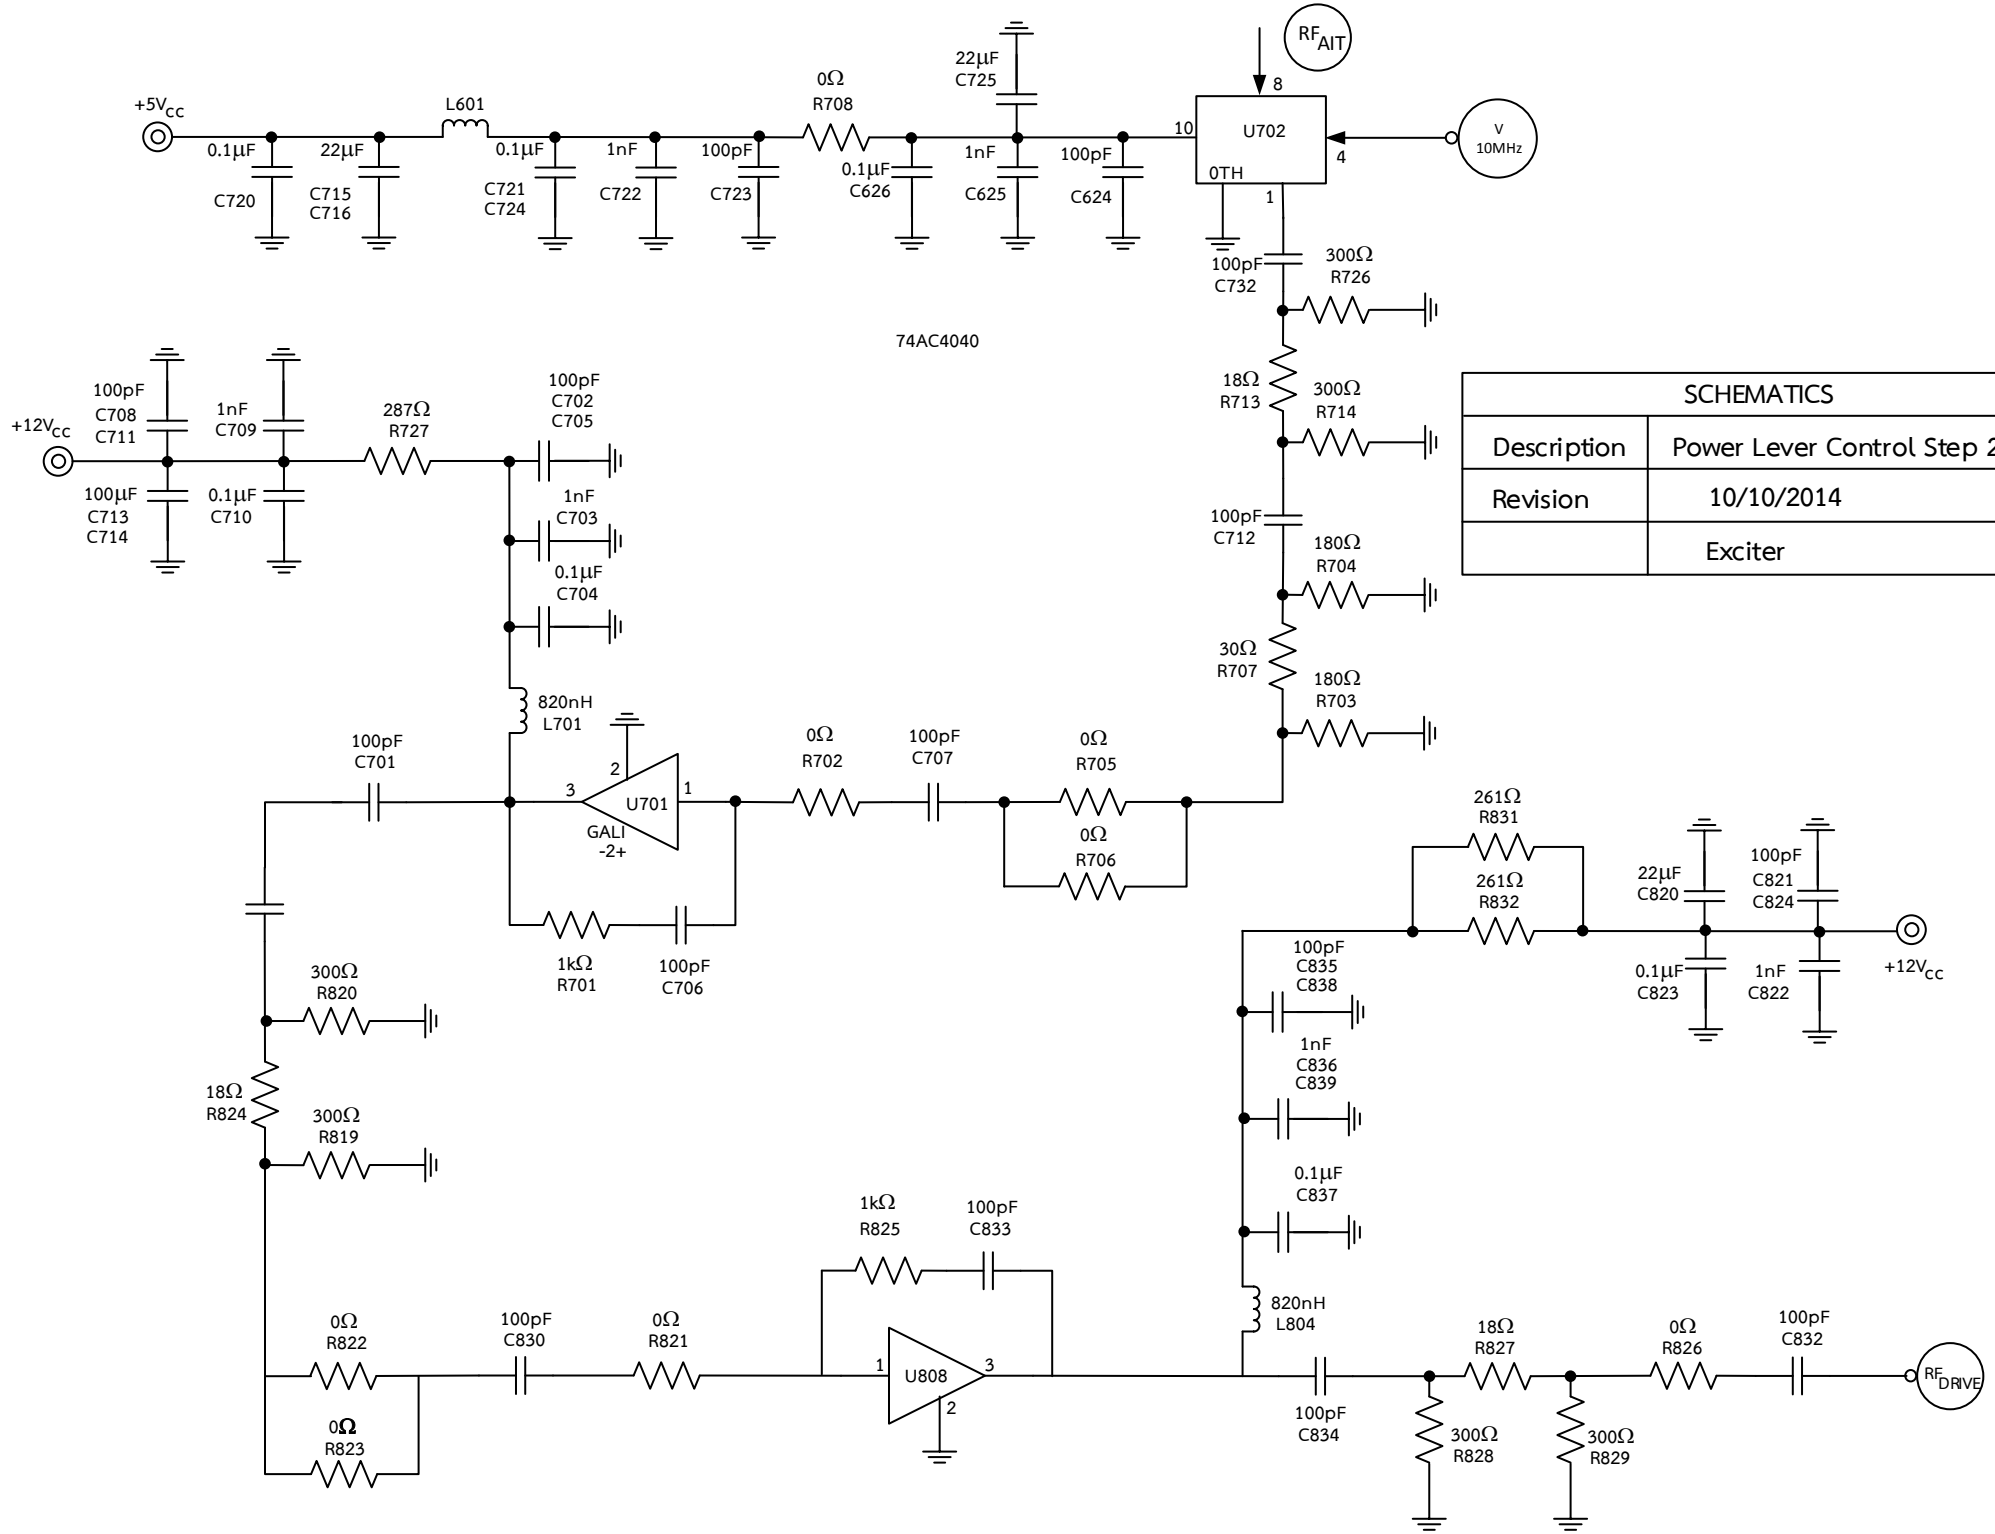 RF AIT
22µF
C725
0Ω
R708
+5VCC
L601
8
10
U702
V
10MHz
4
0TH
1
0.1µF
C720
22µF
C715
C716
0.1µF
C721
C724
1nF
C722
100pF
C723
0.1µF
C626
1nF
C625
100pF
C624
100pF
C732
300Ω
R726
74AC4040
18Ω
R713
300Ω
R714
SCHEMATICS
Description Power Lever Control Step 2
Revision 10/10/2014
Exciter
+12VCC
100pF
C708
C711
1nF
C709
287Ω
R727
100pF
C702
C705
100µF
C713
C714
0.1µF
C710
1nF
C703
0.1µF
C704
100pF
C712
180Ω
R704
30Ω
R707
180Ω
R703
820nH
L701
100pF
C701
2
3
U701
1
GALI
-2+
0Ω
R702
100pF
C707
0Ω
R705
0Ω
R706
1kΩ
R701
100pF
C706
261Ω
R831
261Ω
R832
22µF
C820
100pF
C821
C824
0.1µF
C823
1nF
C822
+12VCC
100pF
C835
C838
1nF
C836
C839
0.1µF
C837
300Ω
R820
18Ω
R824
300Ω
R819
1kΩ
R825
100pF
C833
820nH
L804
0Ω
R822
0Ω
R823
100pF
C830
0Ω
R821
1
U808
3
2
100pF
C834
18Ω
R827
0Ω
R826
100pF
C832
RF DRIVE
300Ω
R828
300Ω
R829